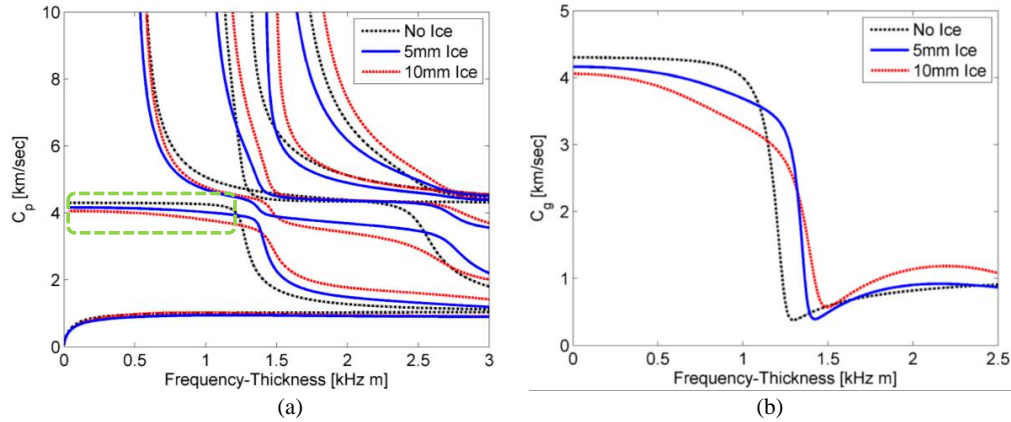 No Ice
5mm Ice
10mm Ice
10
8
6
4
2
0
C_p [km/sec]
0 0.5 1 1.5 2 2.5 3
Frequency-Thickness [kHz m]
(a)
No Ice
5mm Ice
10mm Ice
5
4
3
2
1
0
C_g [km/sec]
0 0.5 1.0 1.5 2 2.5
Frequency-Thickness [kHz m]
(b)